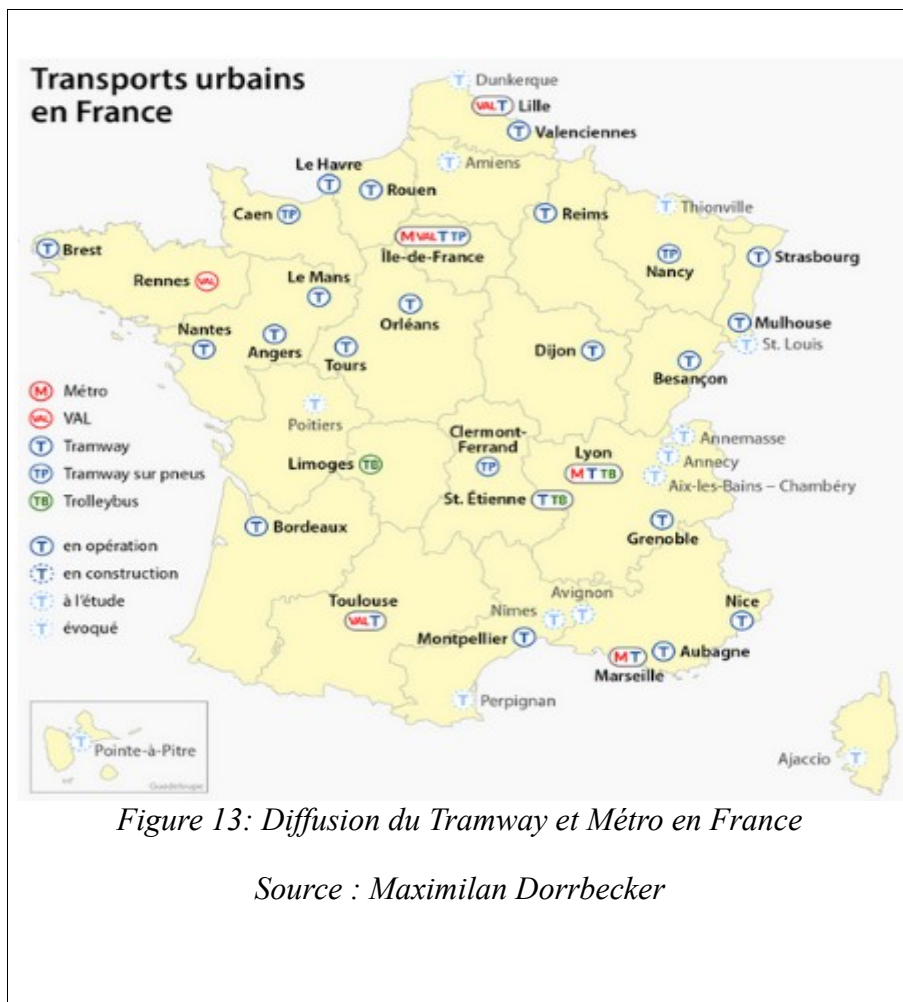 Transports urbains
en France
Dunkerque
T
VAL T Lille
T Valenciennes
Amiens
T
Le Havre
T
T Rouen
Thionville
T
Caen TP
T Reims
M VAL T TP
Île-de-France
TP
Nancy
T Strasbourg
T Brest
Rennes VAL
Le Mans
T
T
Orléans
Nantes
T
T
Angers
T
Tours
Dijon T
T Mulhouse
T St. Louis
T
Besançon
M Métro
VAL VAL
T Tramway
TP Tramway sur pneus
TB Trolleybus
T en opération
T en construction
T à l'étude
T évoqué
T
Poitiers
Limoges TB
Clermont-
Ferrand
TP
Lyon
M T TB
T Annemasse
T Annecy
T Aix-les-Bains – Chambéry
St. Étienne T TB
T Bordeaux
T
Grenoble
Toulouse
VAL T
Nîmes
T
Avignon
T
Nice
T
Montpellier T
M T
Marseille
T Aubagne
T Perpignan
T
Pointe-à-Pitre
Guadeloupe
Ajaccio T
Figure 13: Diffusion du Tramway et Métro en France
Source : Maximilan Dorrbecker